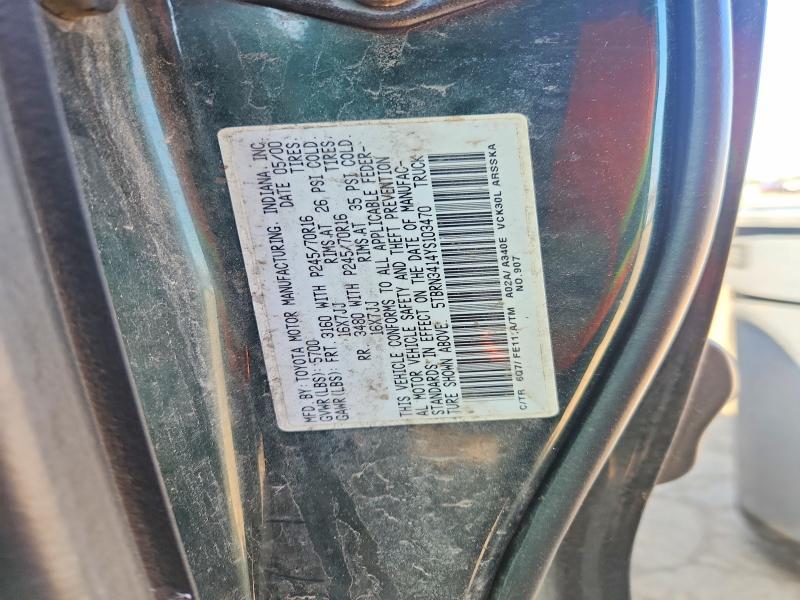 MFD.BY:TOYOTA MOTOR MANUFACTURING. INDIANA, INC.
GVWR(LBS): 5700 DATE 05/00
GAWR(LBS): FRT 3160 WITH P245/70R16 TIRES.
16X7JJ RIMS.AT 26 PSI COLD
RR 3480 WITH P245/70R16 TIRES.
16X7JJ RIMS.AT 35 PSI COLD
THIS VEHICLE CONFORMS TO ALL APPLICABLE FEDER-
AL MOTOR VEHICLE SAFETY AND THEFT PREVENTION
STANDARDS IN EFFECT ON THE DATE OF MANUFAC-
TURE SHOWN ABOVE. 5TBRN3414YS103470 TRUCK
C/TR 6Q7/FE11 A/TM A02A/A340E VCK30L ARSSKA
NO.907